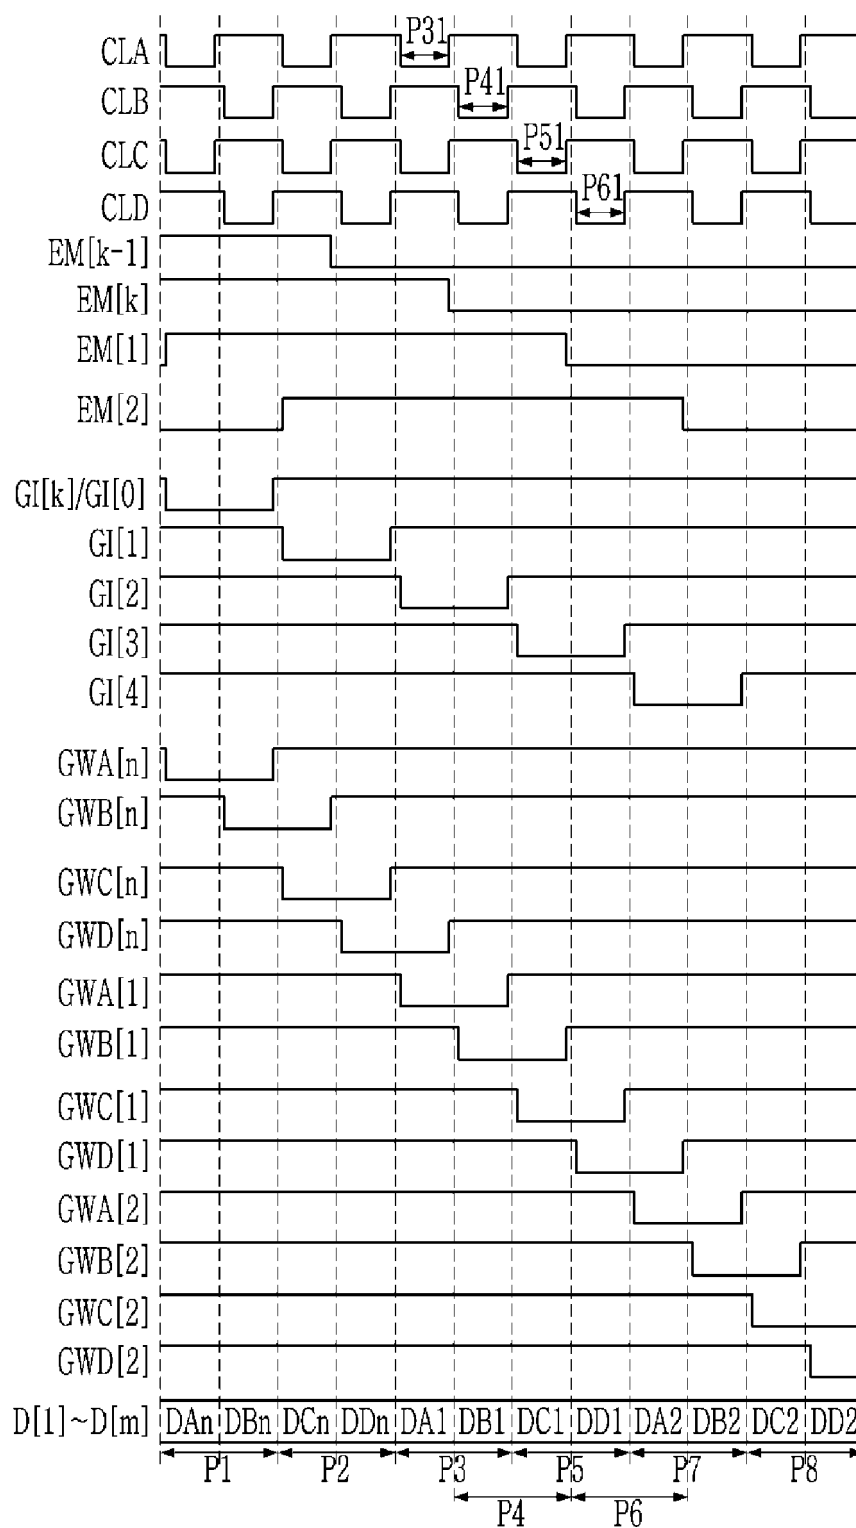 P31
CLA
P41
CLB
P51
CLC
P61
CLD
EM[k-1]
EM[k]
EM[1]
EM[2]
GI[k]/GI[0]
GI[1]
GI[2]
GI[3]
GI[4]
GWA[n]
GWB[n]
GWC[n]
GWD[n]
GWA[1]
GWB[1]
GWC[1]
GWD[1]
GWA[2]
GWB[2]
GWC[2]
GWD[2]
D[1]~D[m] DAn DBn DCn DDn DA1 DB1 DC1 DD1 DA2 DB2 DC2 DD2
P1 P2 P3 P5 P7 P8
P4 P6